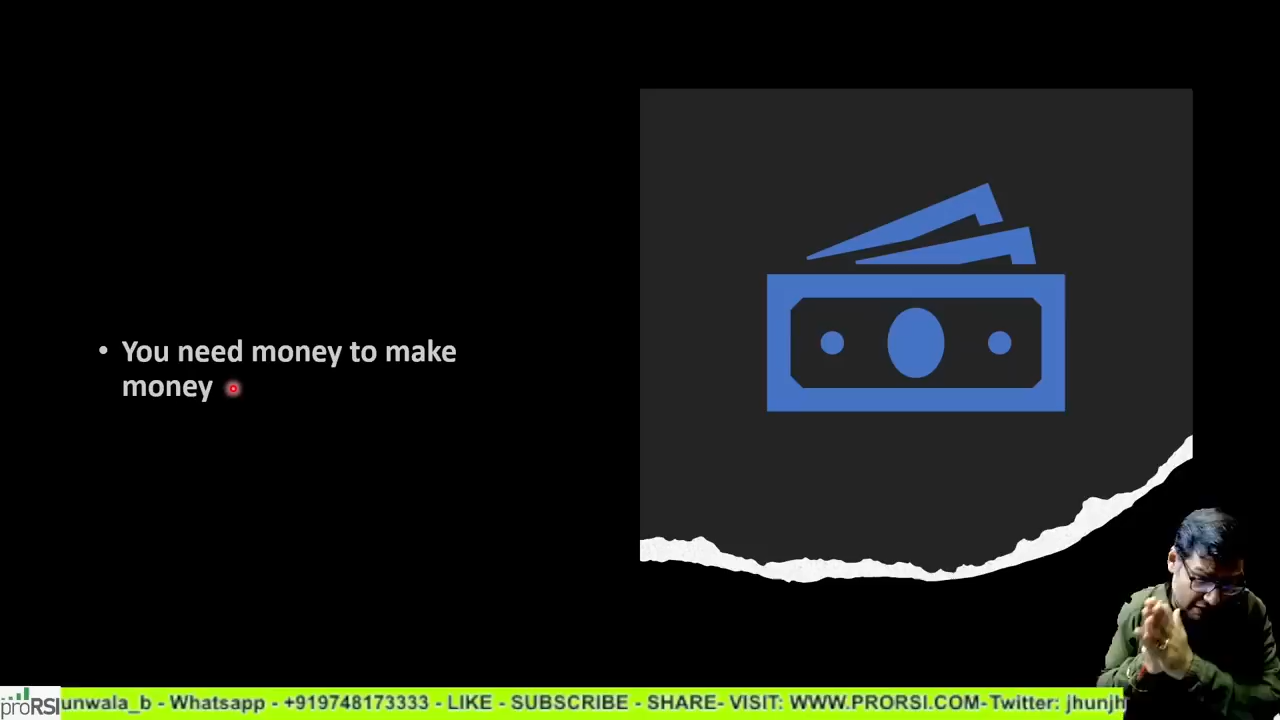 • You need money to make
money
proRSI
unwala_b - Whatsapp - +919748173333 - LIKE - SUBSCRIBE - SHARE- VISIT: WWW.PRORSI.COM- Twitter: jhunjh